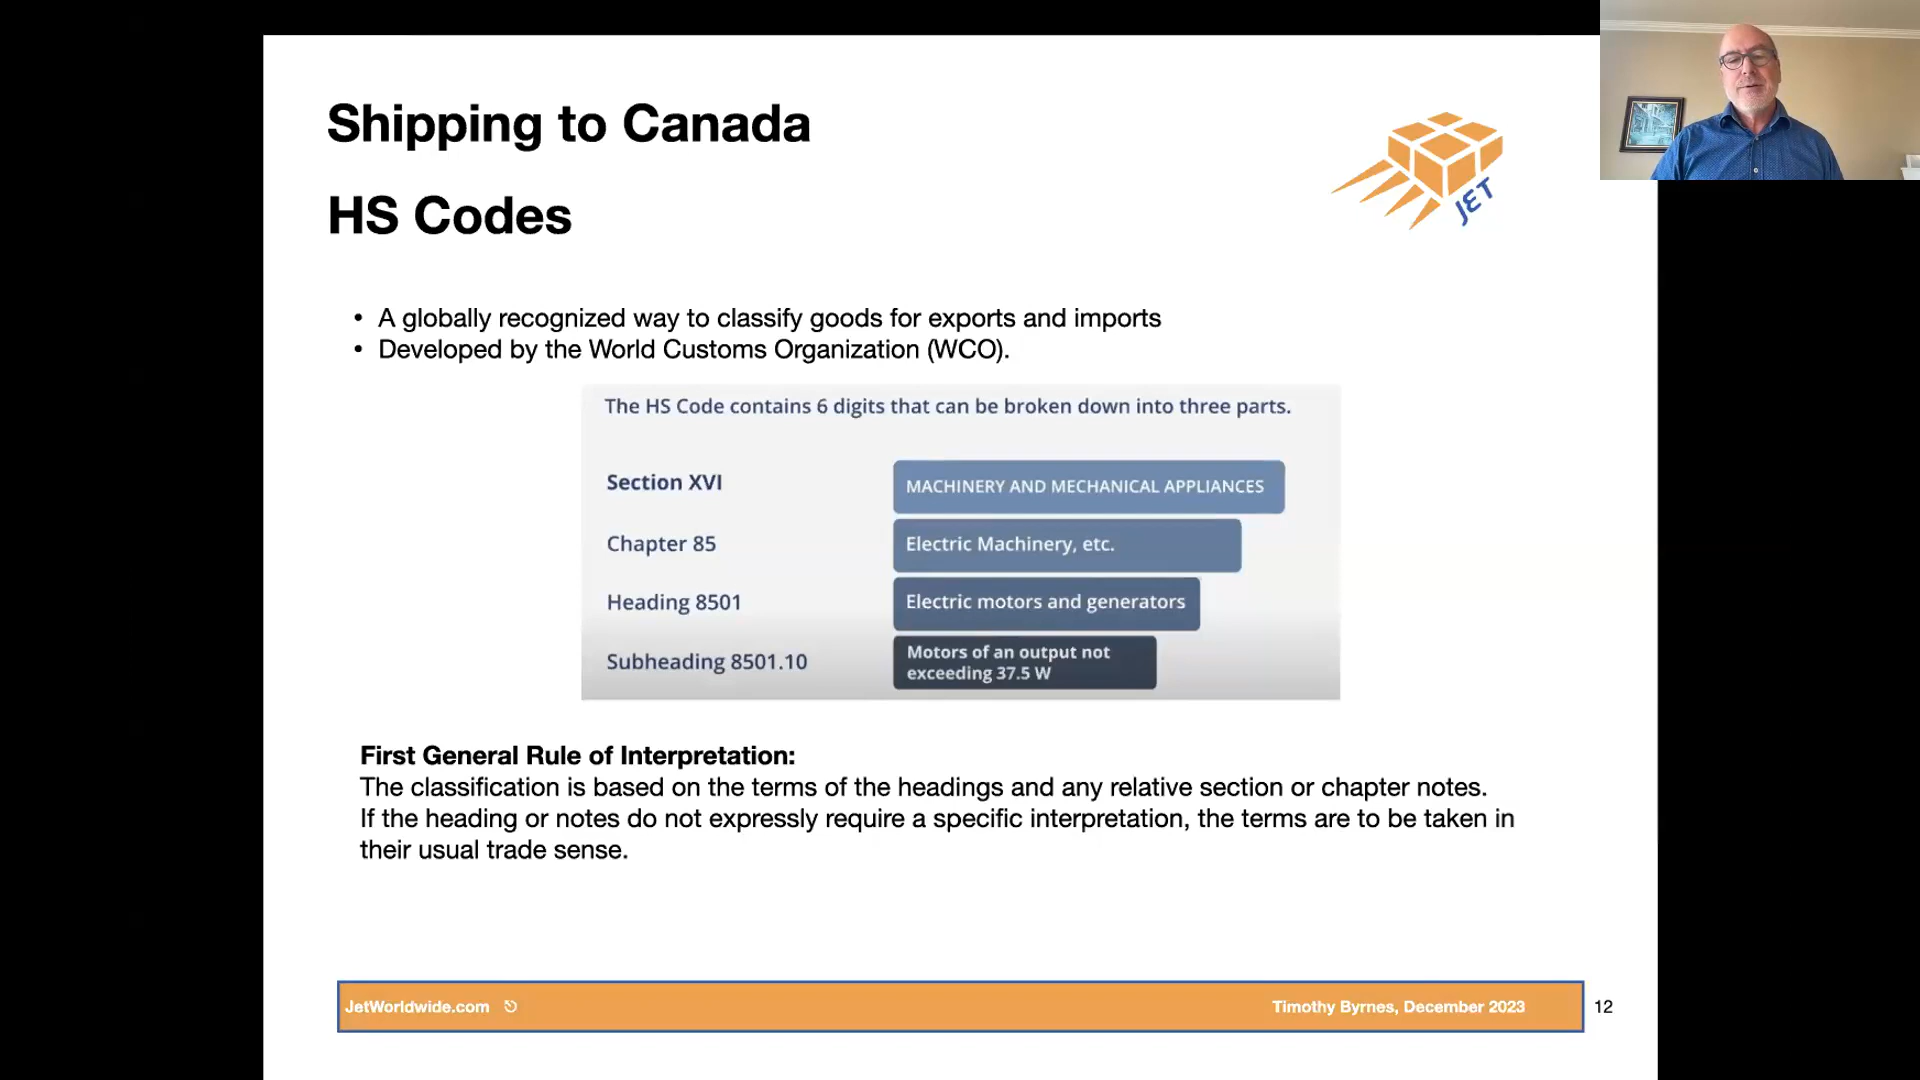 Shipping to Canada
HS Codes
JET
• A globally recognized way to classify goods for exports and imports
• Developed by the World Customs Organization (WCO).
The HS Code contains 6 digits that can be broken down into three parts.
Section XVI MACHINERY AND MECHANICAL APPLIANCES
Chapter 85 Electric Machinery, etc.
Heading 8501 Electric motors and generators
Subheading 8501.10 Motors of an output not
exceeding 37.5 W
First General Rule of Interpretation:
The classification is based on the terms of the headings and any relative section or chapter notes.
If the heading or notes do not expressly require a specific interpretation, the terms are to be taken in
their usual trade sense.
JetWorldwide.com Timothy Byrnes, December 2023 12